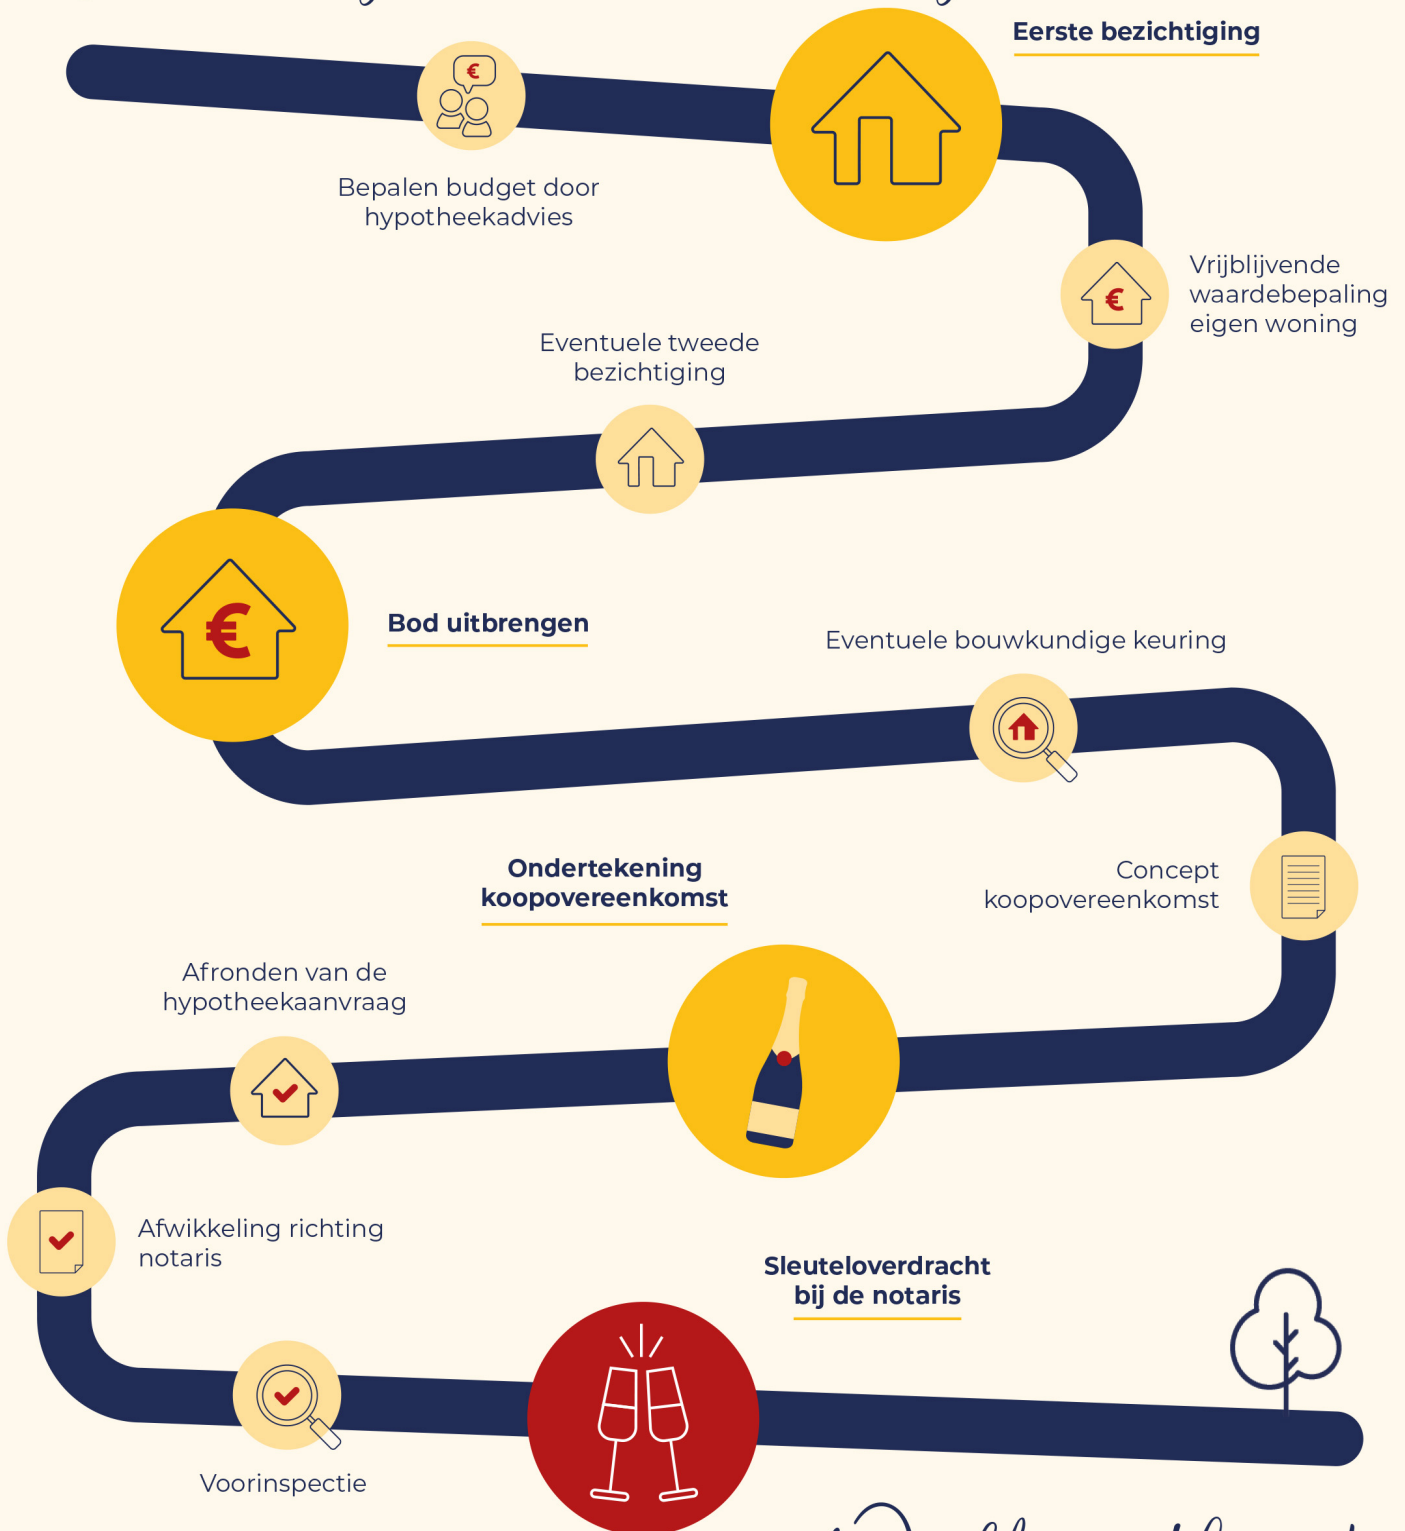 Eerste bezichtiging
€
Bepalen budget door
hypotheekadvies
Vrijblijvende
waardebepaling
eigen woning
€
Eventuele tweede
bezichtiging
€
Bod uitbrengen
Eventuele bouwkundige keuring
Concept
koopovereenkomst
Ondertekening
koopovereenkomst
Afronden van de
hypotheekaanvraag
Afwikkeling richting
notaris
Sleuteloverdracht
bij de notaris
Voorinspectie